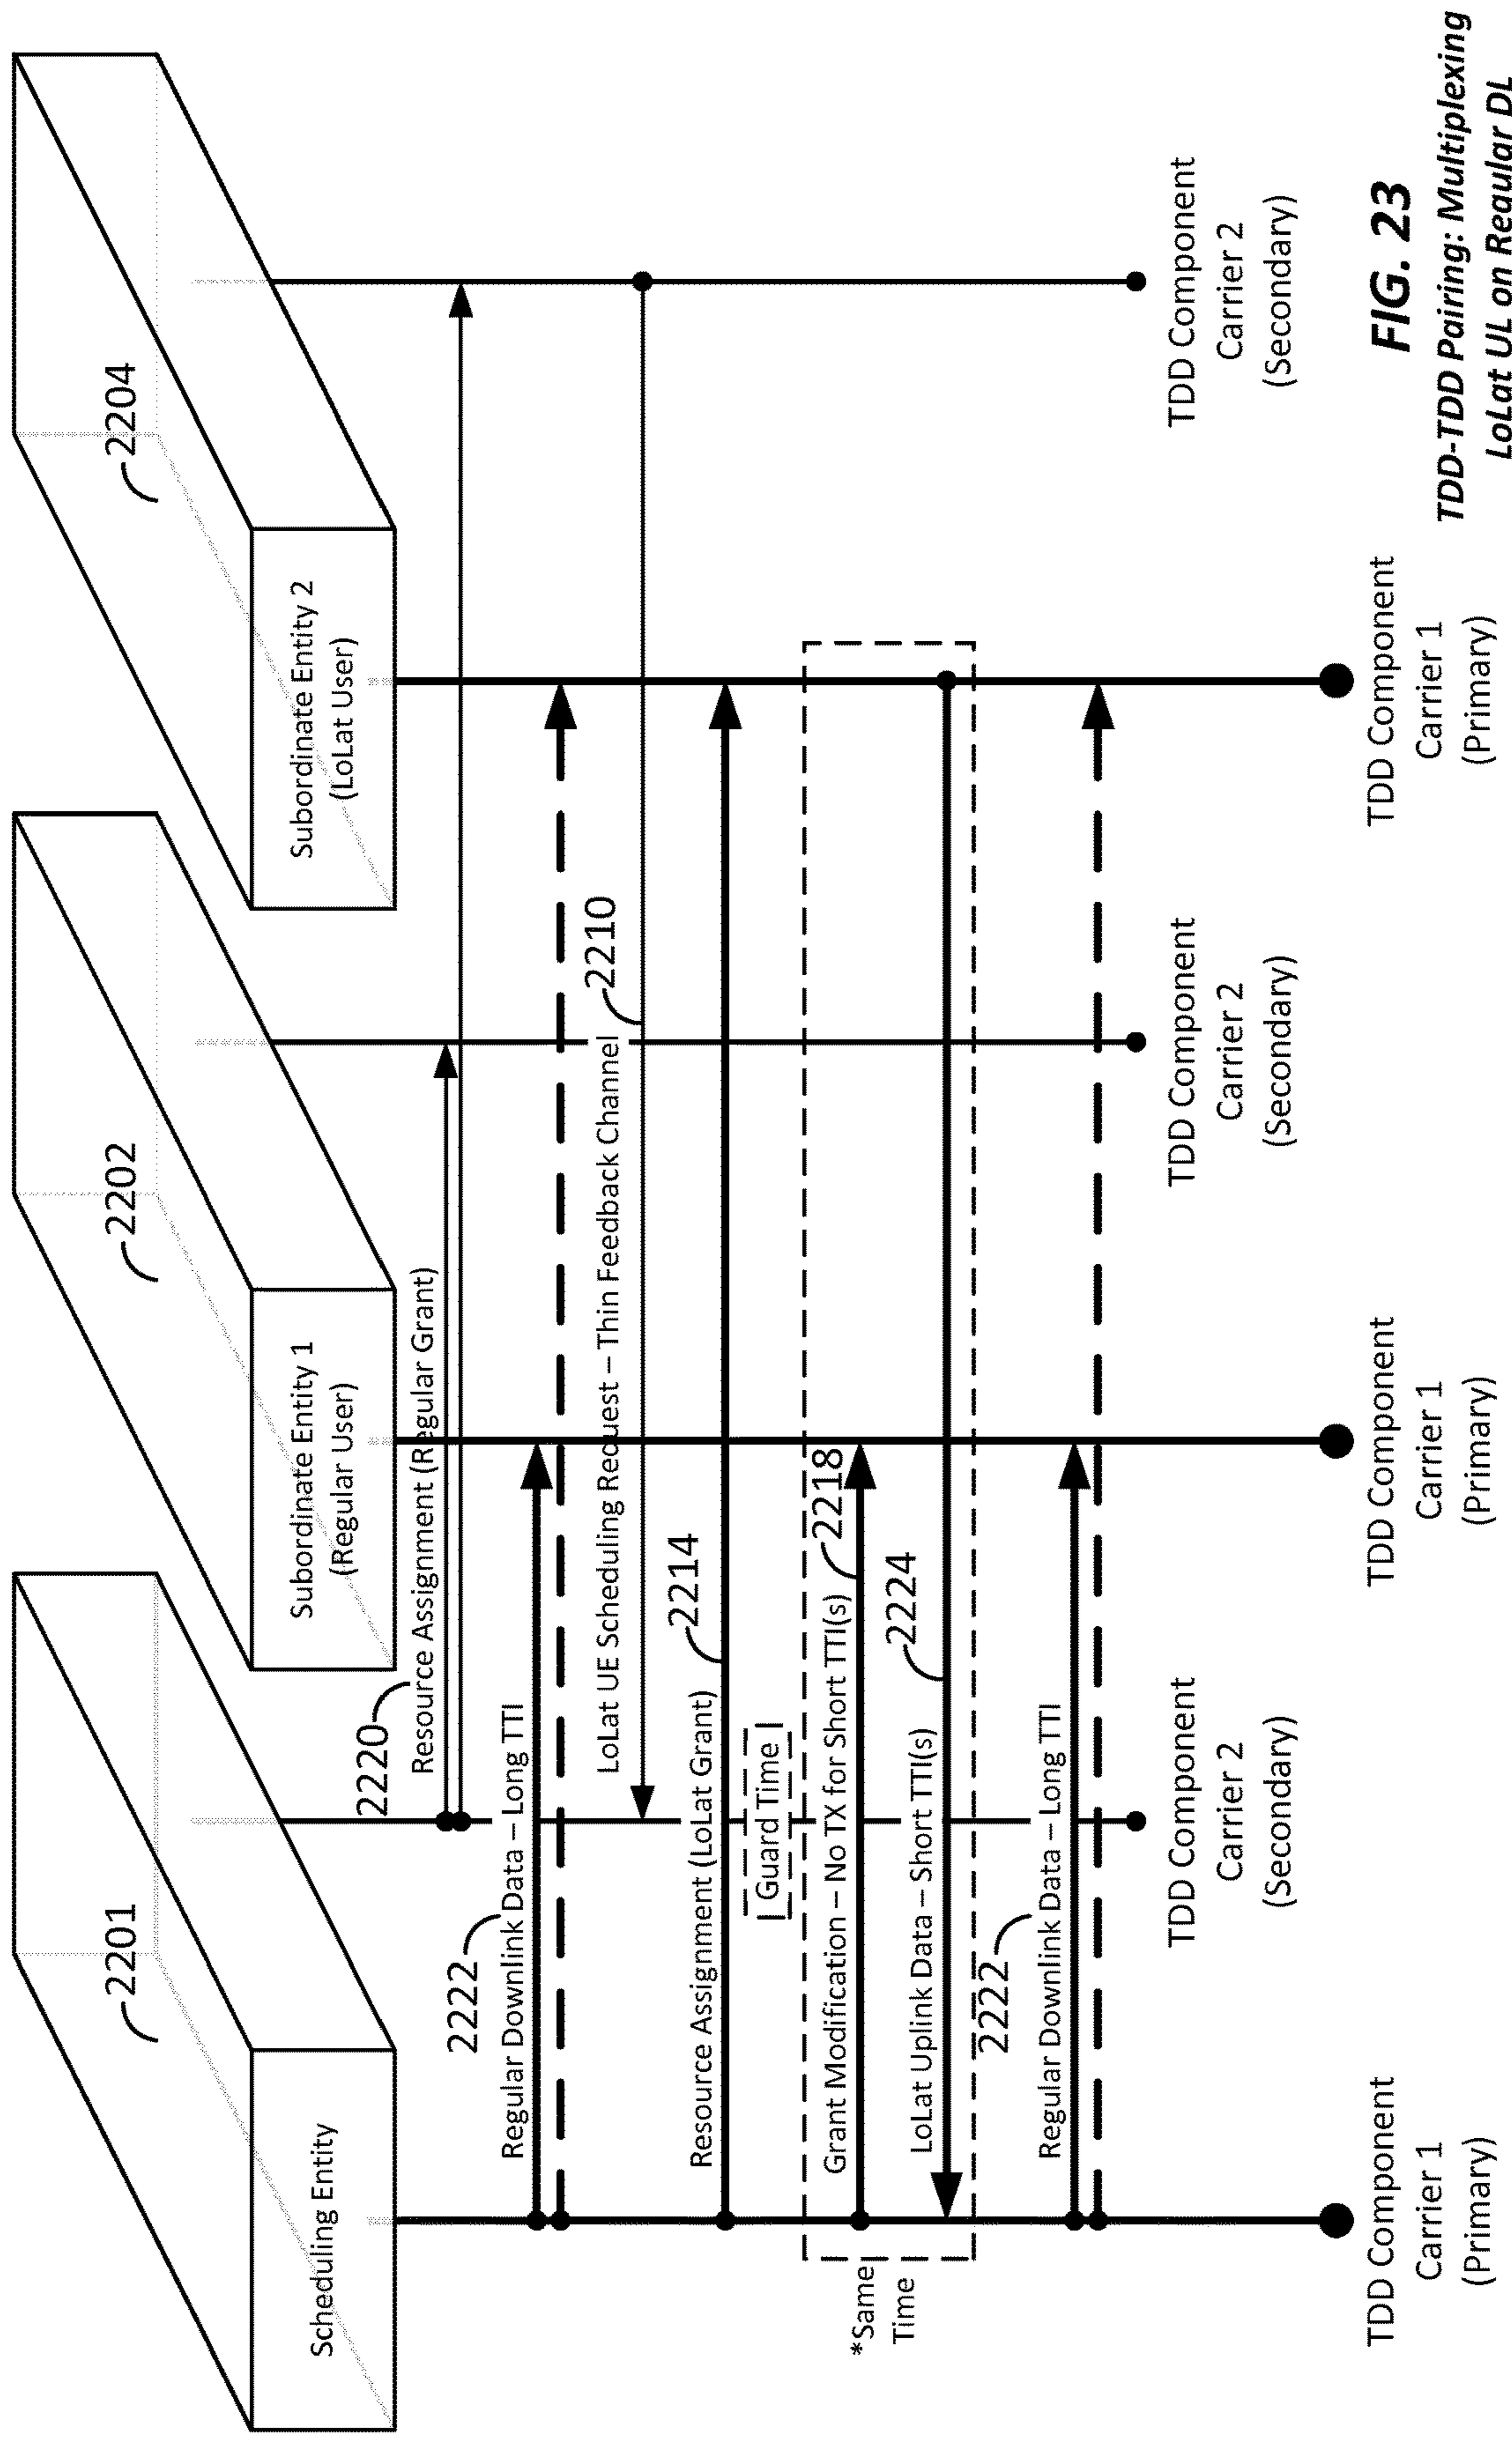 2201
2202
2204
Scheduling Entity
Subordinate Entity 1
(Regular User)
Subordinate Entity 2
(LoLat User)
2220
Resource Assignment (Regular Grant)
2222
Regular Downlink Data – Long TTI
2210
LoLat UE Scheduling Request – Thin Feedback Channel
2214
Resource Assignment (LoLat Grant)
Guard Time
2218
Grant Modification – No TX for Short TTI(s)
*Same
Time
2224
LoLat Uplink Data – Short TTI(s)
2222
Regular Downlink Data – Long TTI
TDD Component
Carrier 1
(Primary)
TDD Component
Carrier 2
(Secondary)
TDD Component
Carrier 1
(Primary)
TDD Component
Carrier 2
(Secondary)
TDD Component
Carrier 1
(Primary)
TDD Component
Carrier 2
(Secondary)
FIG. 23
TDD-TDD Pairing: Multiplexing
LoLat UL on Regular DL